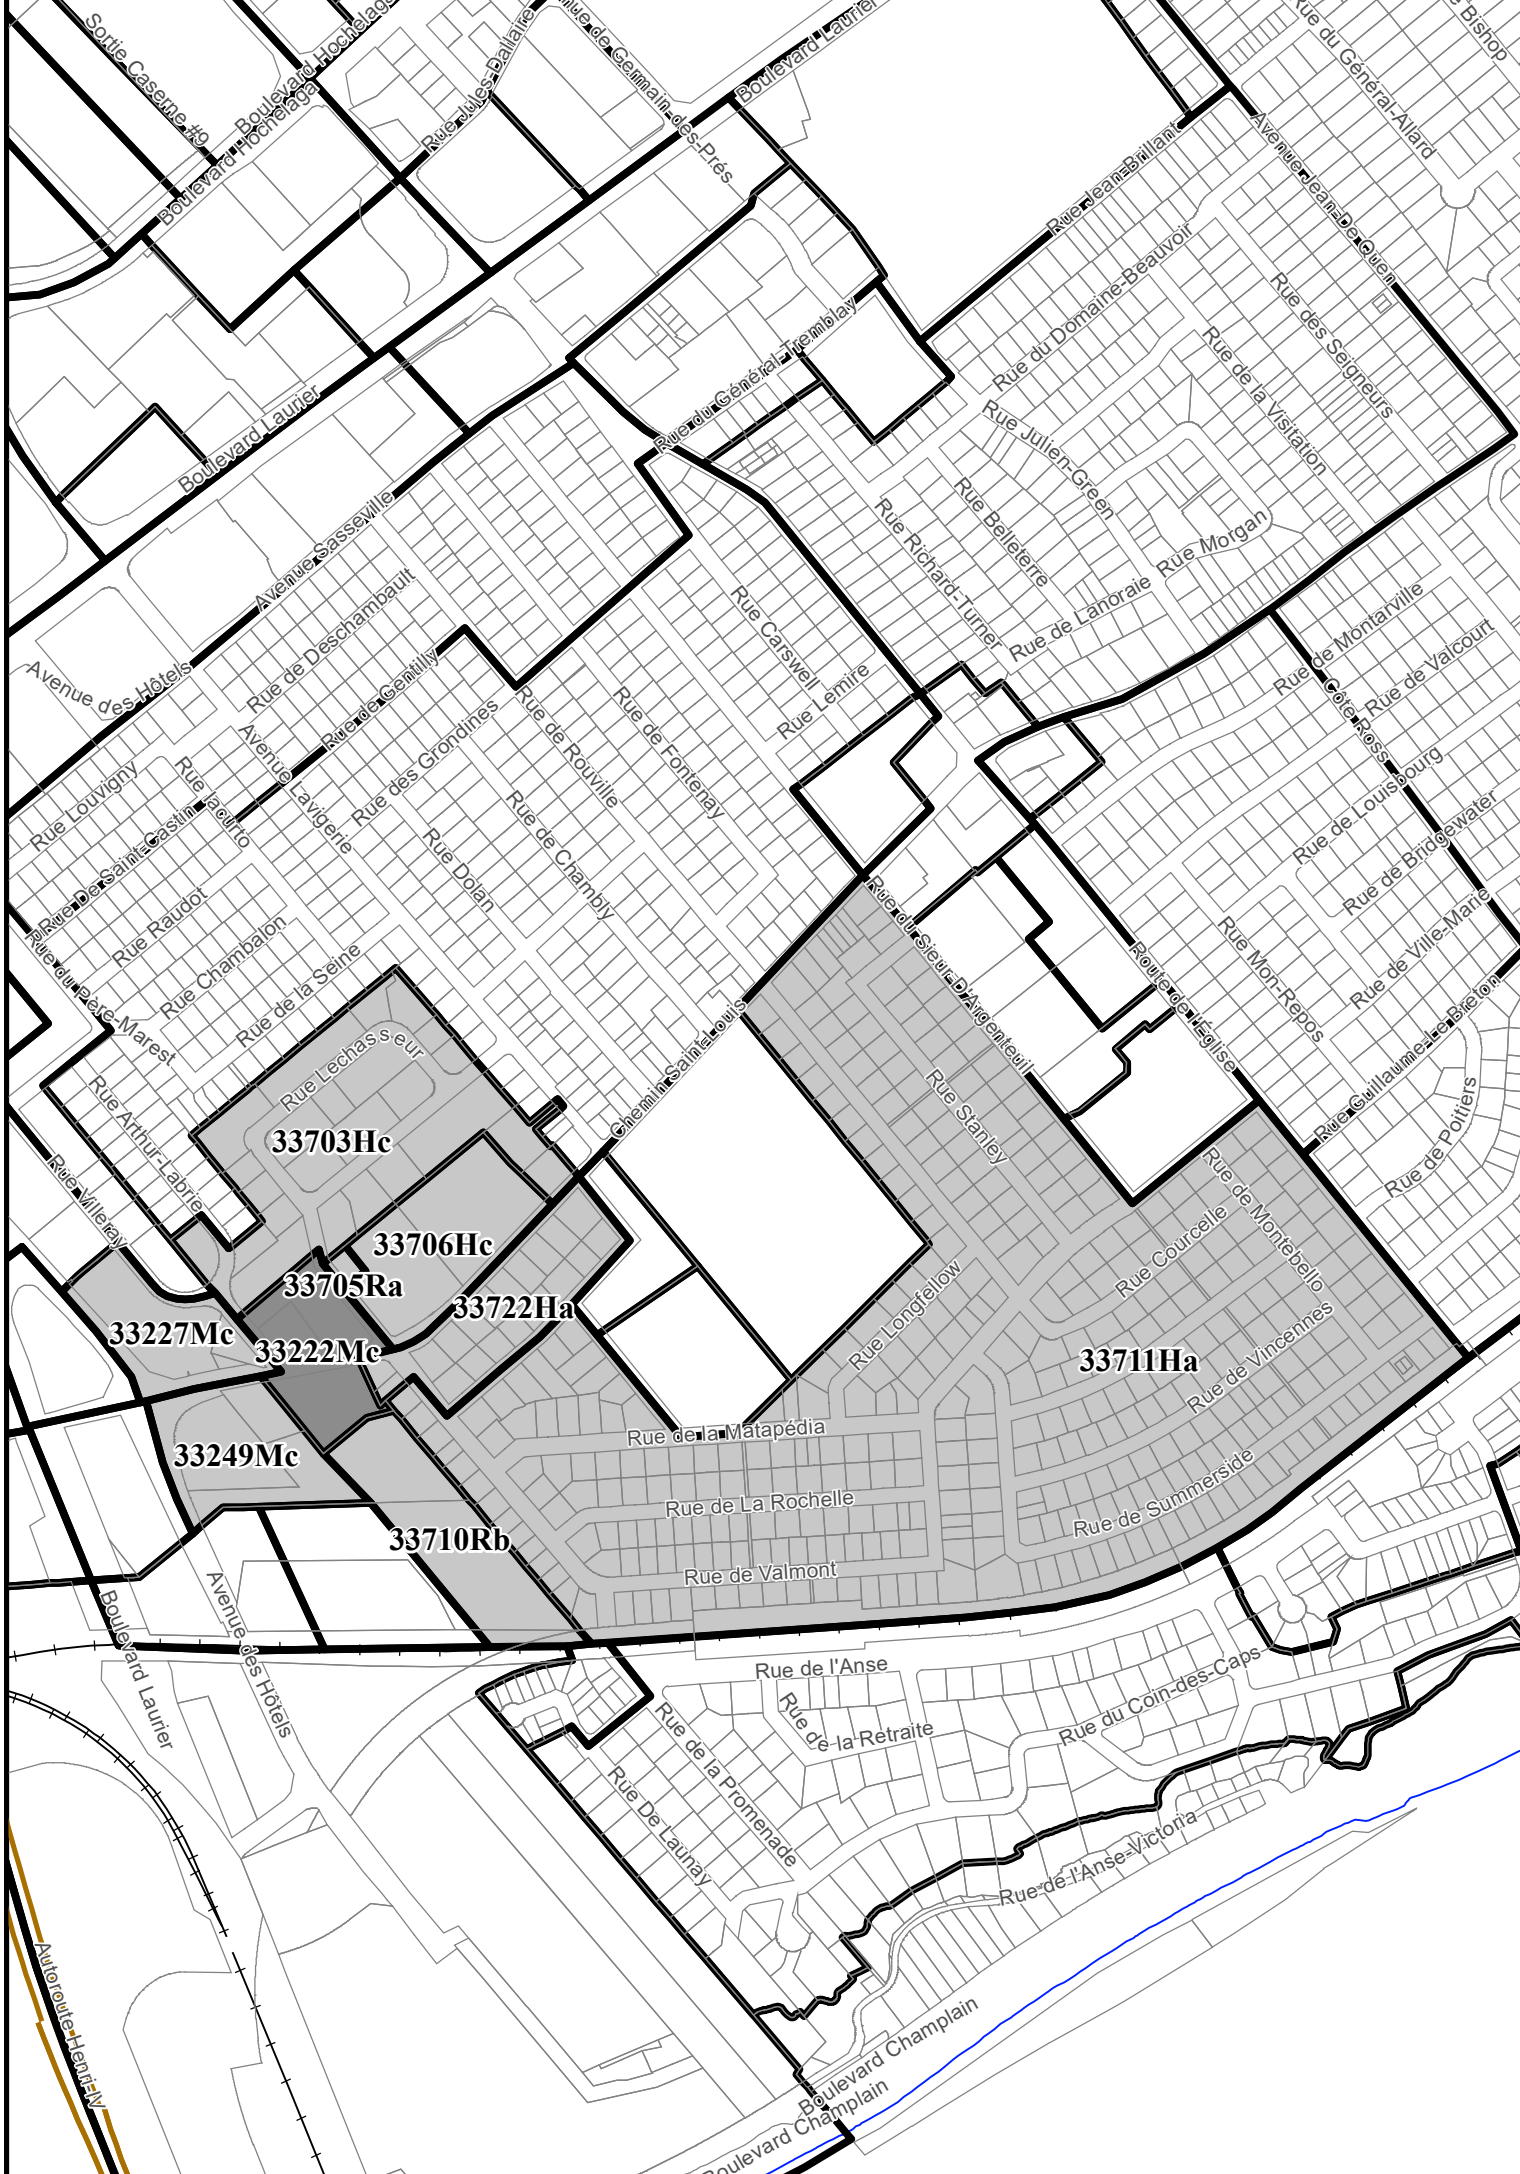 Sortie Caserne #9
Boulevard Hochelaga
Boulevard Hochelaga
Rue Jules-Dallaire
Germain-des-Prés
Boulevard Laurier
Rue du Général-Allard
Bishop
Rue Jean-Brillant
Avenue Jean-De Quen
Rue du Domaine-Beauvoir
Rue des Seigneurs
Rue de la Visitation
Rue du Général-Tremblay
Rue Julien-Green
Boulevard Laurier
Avenue Sasseville
Rue Belleterre
Rue Richard-Turner
Rue Morgan
Rue de Lanoraie
Rue de Deschambault
Rue Carswell
Rue de Montarville
Rue de Valcourt
Avenue des Hôtels
Rue de Gentilly
Rue Lemire
Côte Ross
Rue de Fontenay
Rue de Rouville
Rue des Grondines
Avenue Lavigerie
Rue Louvigny
Rue Iacurto
Rue de Louisbourg
Rue de Bridgewater
Rue De Saint-Castin
Rue de Chambly
Rue Dolan
Rue Raudot
Rue de Ville-Marie
Rue Chambalon
Rue de la Seine
Rue du Père-Marest
Rue du Sieur-D'Argenteuil
Rue Mon-Repos
Route de l'Église
Rue Guillaume-Le Breton
Rue Lechasseur
Chemin Saint-Louis
Rue Stanley
Rue de Poitiers
Rue Arthur-Labrie
33703Hc
Rue Villeray
Rue de Montebello
Rue Courcelle
33706Hc
33705Ra
33722Ha
Rue Longfellow
33227Mc
33222Mc
33711Ha
Rue de Vincennes
Rue de la Matapédia
33249Mc
Rue de Summerside
Rue de La Rochelle
33710Rb
Rue de Valmont
Boulevard Laurier
Avenue des Hôtels
Rue de l'Anse
Rue de la Retraite
Rue du Coin-des-Caps
Rue de la Promenade
Rue De Launay
Rue de l'Anse-Victoria
Autoroute Henri-IV
Boulevard Champlain
Boulevard Champlain